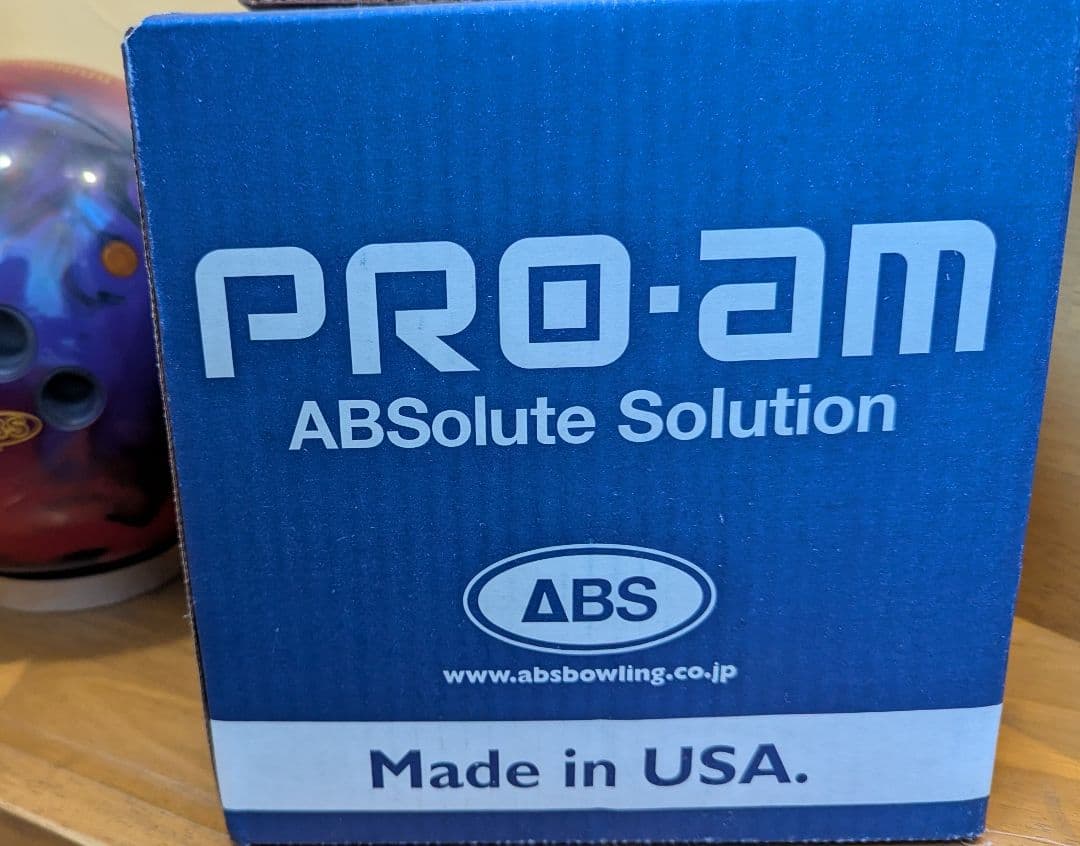 PRO·am
ABSolute Solution
ABS
www.absbowling.co.jp
Made in USA.